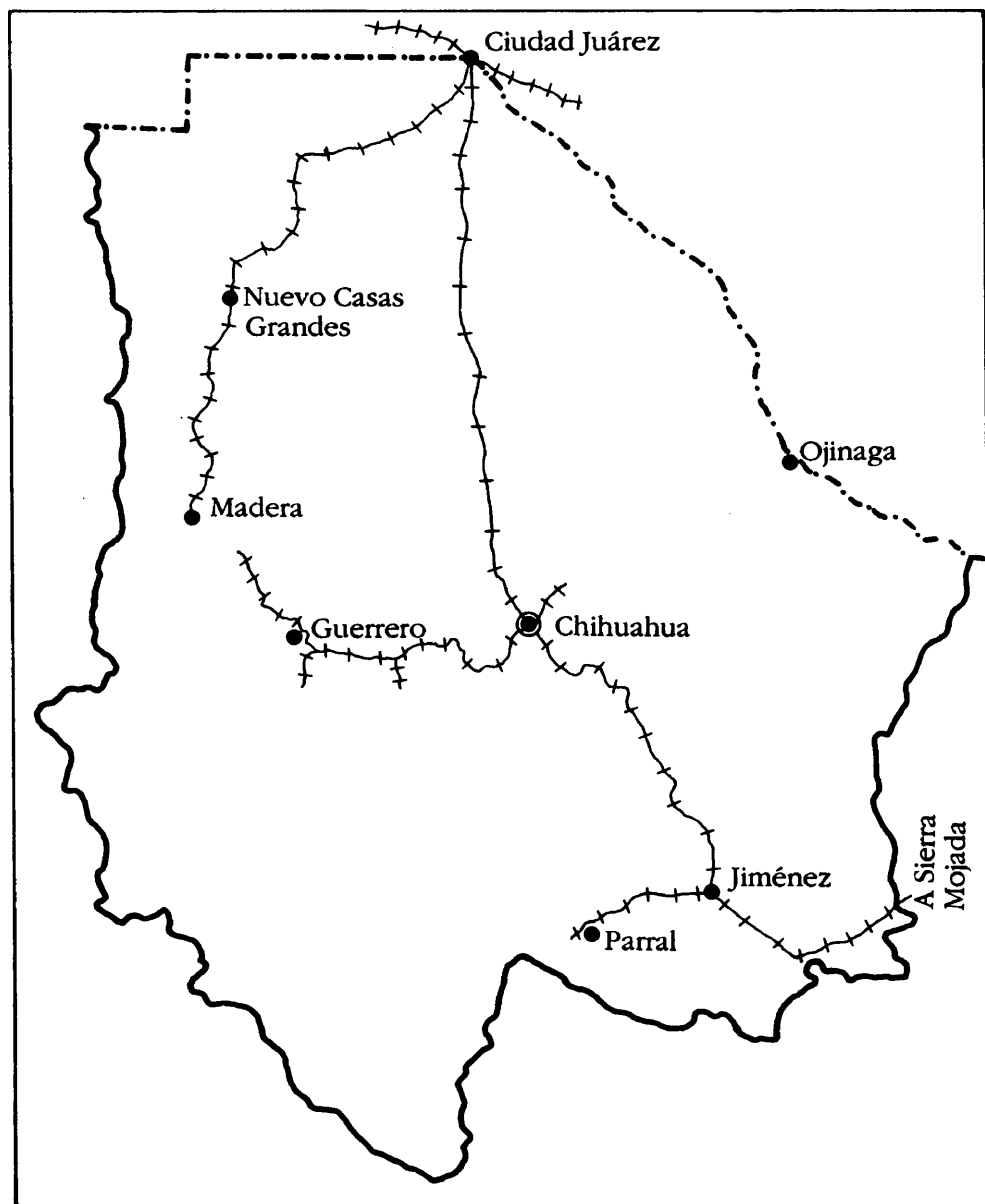 Ciudad Juárez
Nuevo Casas
Grandes
Ojinaga
Madera
Guerrero
Chihuahua
A Sierra
Mojada
Jiménez
Parral